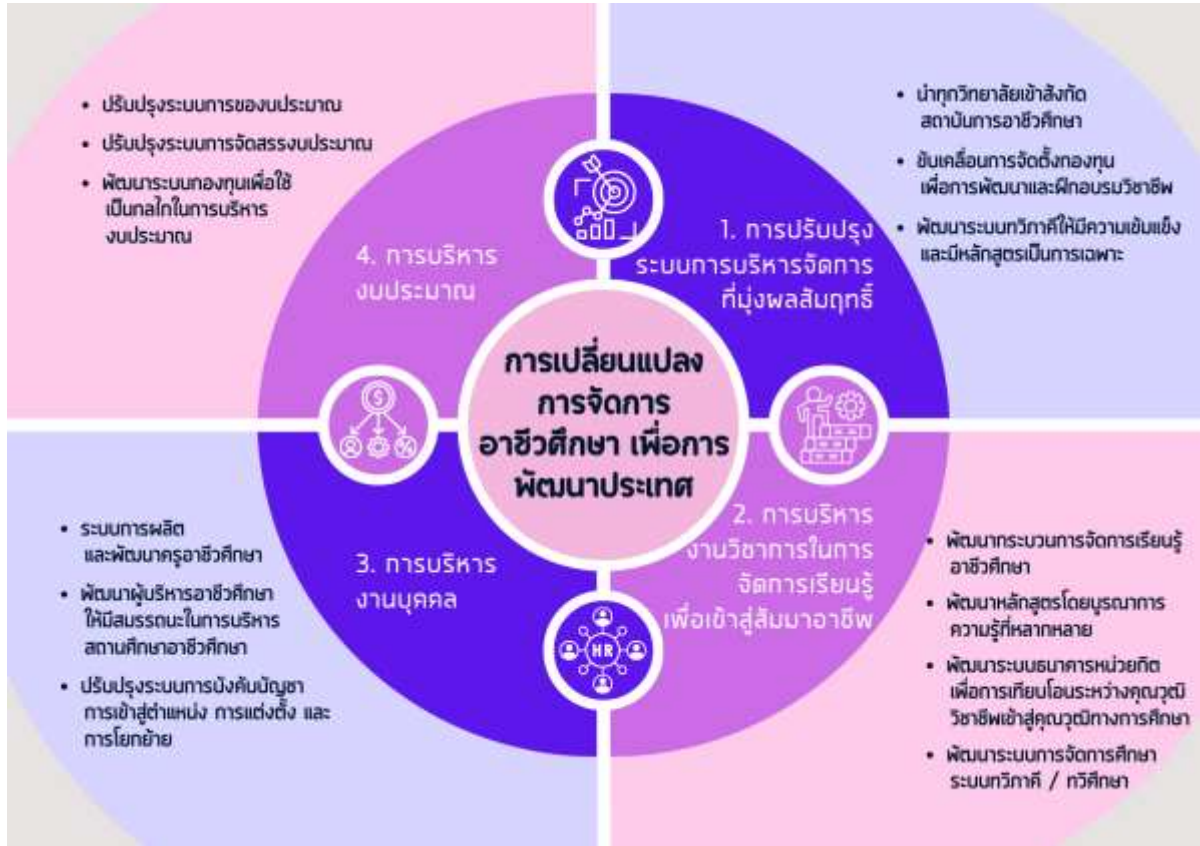 การเปลี่ยนแปลง
การจัดการ
อาชีวศึกษา เพื่อการ
พัฒนาประเทศ
1. การปรับปรุง
ระบบการบริหารจัดการ
ที่มุ่งผลสัมฤทธิ์
• นำทุกวิทยาลัยเข้าสังกัด
สถาบันการอาชีวศึกษา
• ขับเคลื่อนการจัดตั้งกองทุน
เพื่อการพัฒนาและฝึกอบรมวิชาชีพ
• พัฒนาระบบทวิภาคีให้มีความเข้มแข็ง
และมีหลักสูตรเป็นการเฉพาะ
2. การบริหาร
งานวิชาการในการ
จัดการเรียนรู้
เพื่อเข้าสู่สัมมาอาชีพ
• พัฒนากระบวนการจัดการเรียนรู้
อาชีวศึกษา
• พัฒนาหลักสูตรโดยบูรณาการ
ความรู้ที่หลากหลาย
• พัฒนาระบบธนาคารหน่วยกิต
เพื่อการเทียบโอนระหว่างคุณวุฒิ
วิชาชีพเข้าสู่คุณวุฒิทางการศึกษา
• พัฒนาระบบการจัดการศึกษา
ระบบทวิภาคี / ทวิศึกษา
3. การบริหาร
งานบุคคล
HR
• ระบบการผลิต
และพัฒนาครูอาชีวศึกษา
• พัฒนาผู้บริหารอาชีวศึกษา
ให้มีสมรรถนะในการบริหาร
สถานศึกษาอาชีวศึกษา
• ปรับปรุงระบบการบังคับบัญชา
การเข้าสู่ตำแหน่ง การแต่งตั้ง และ
การโยกย้าย
4. การบริหาร
งบประมาณ
$
• ปรับปรุงระบบการของบประมาณ
• ปรับปรุงระบบการจัดสรรงบประมาณ
• พัฒนาระบบกองทุนเพื่อใช้
เป็นกลไกในการบริหาร
งบประมาณ